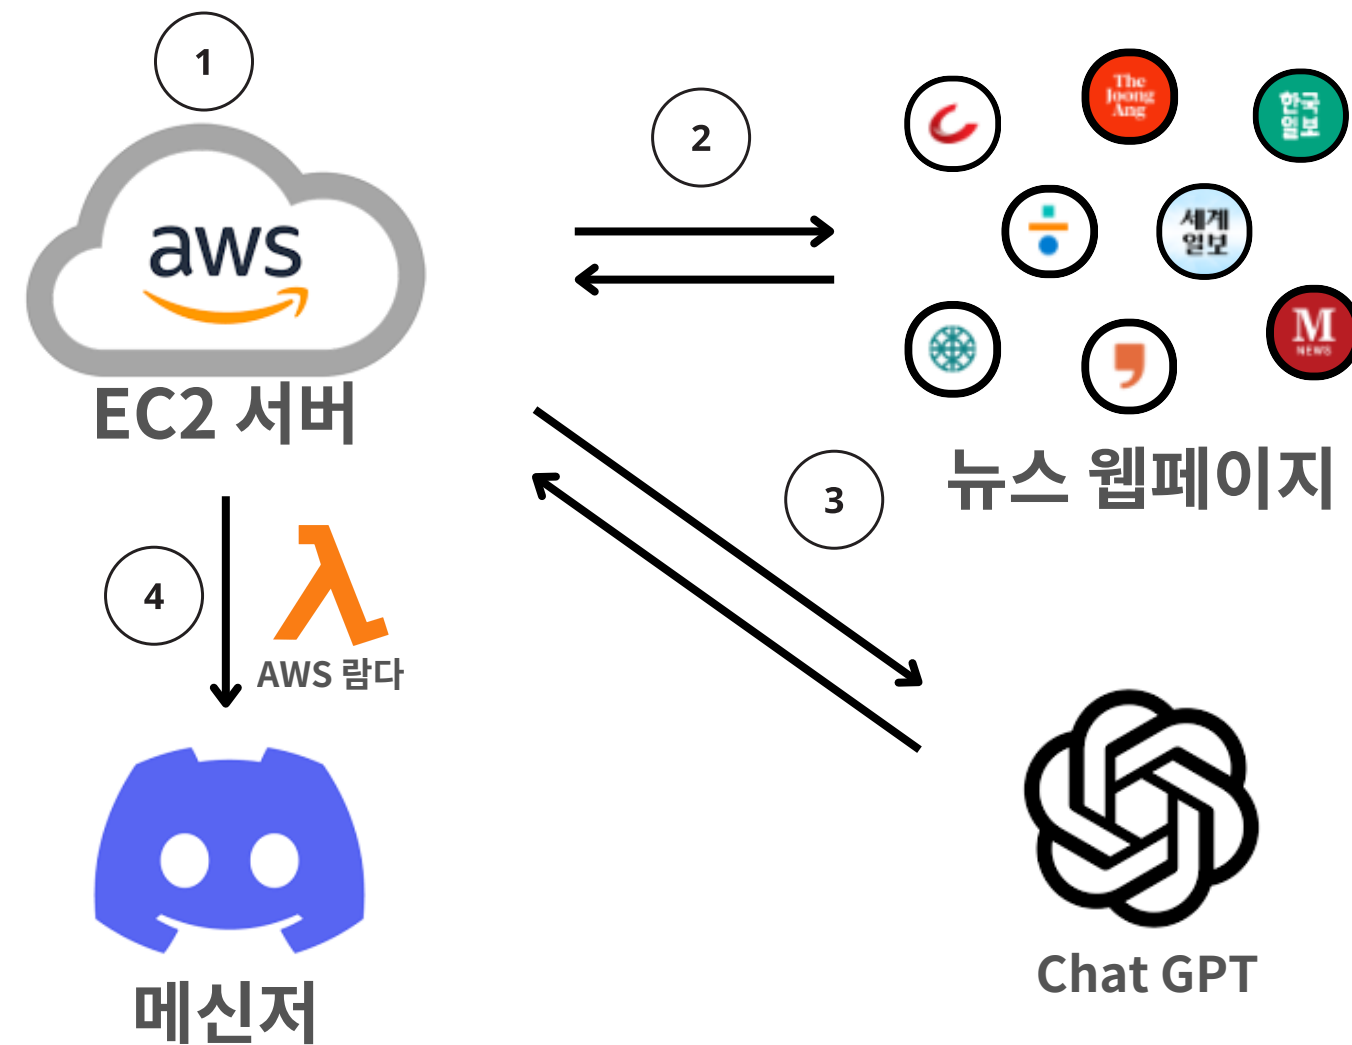 1
aws
EC2 서버
2
The
Joong
Ang
한국
일보
세계
일보
M
NEWS
뉴스 웹페이지
3
4
AWS 람다
메신저
Chat GPT